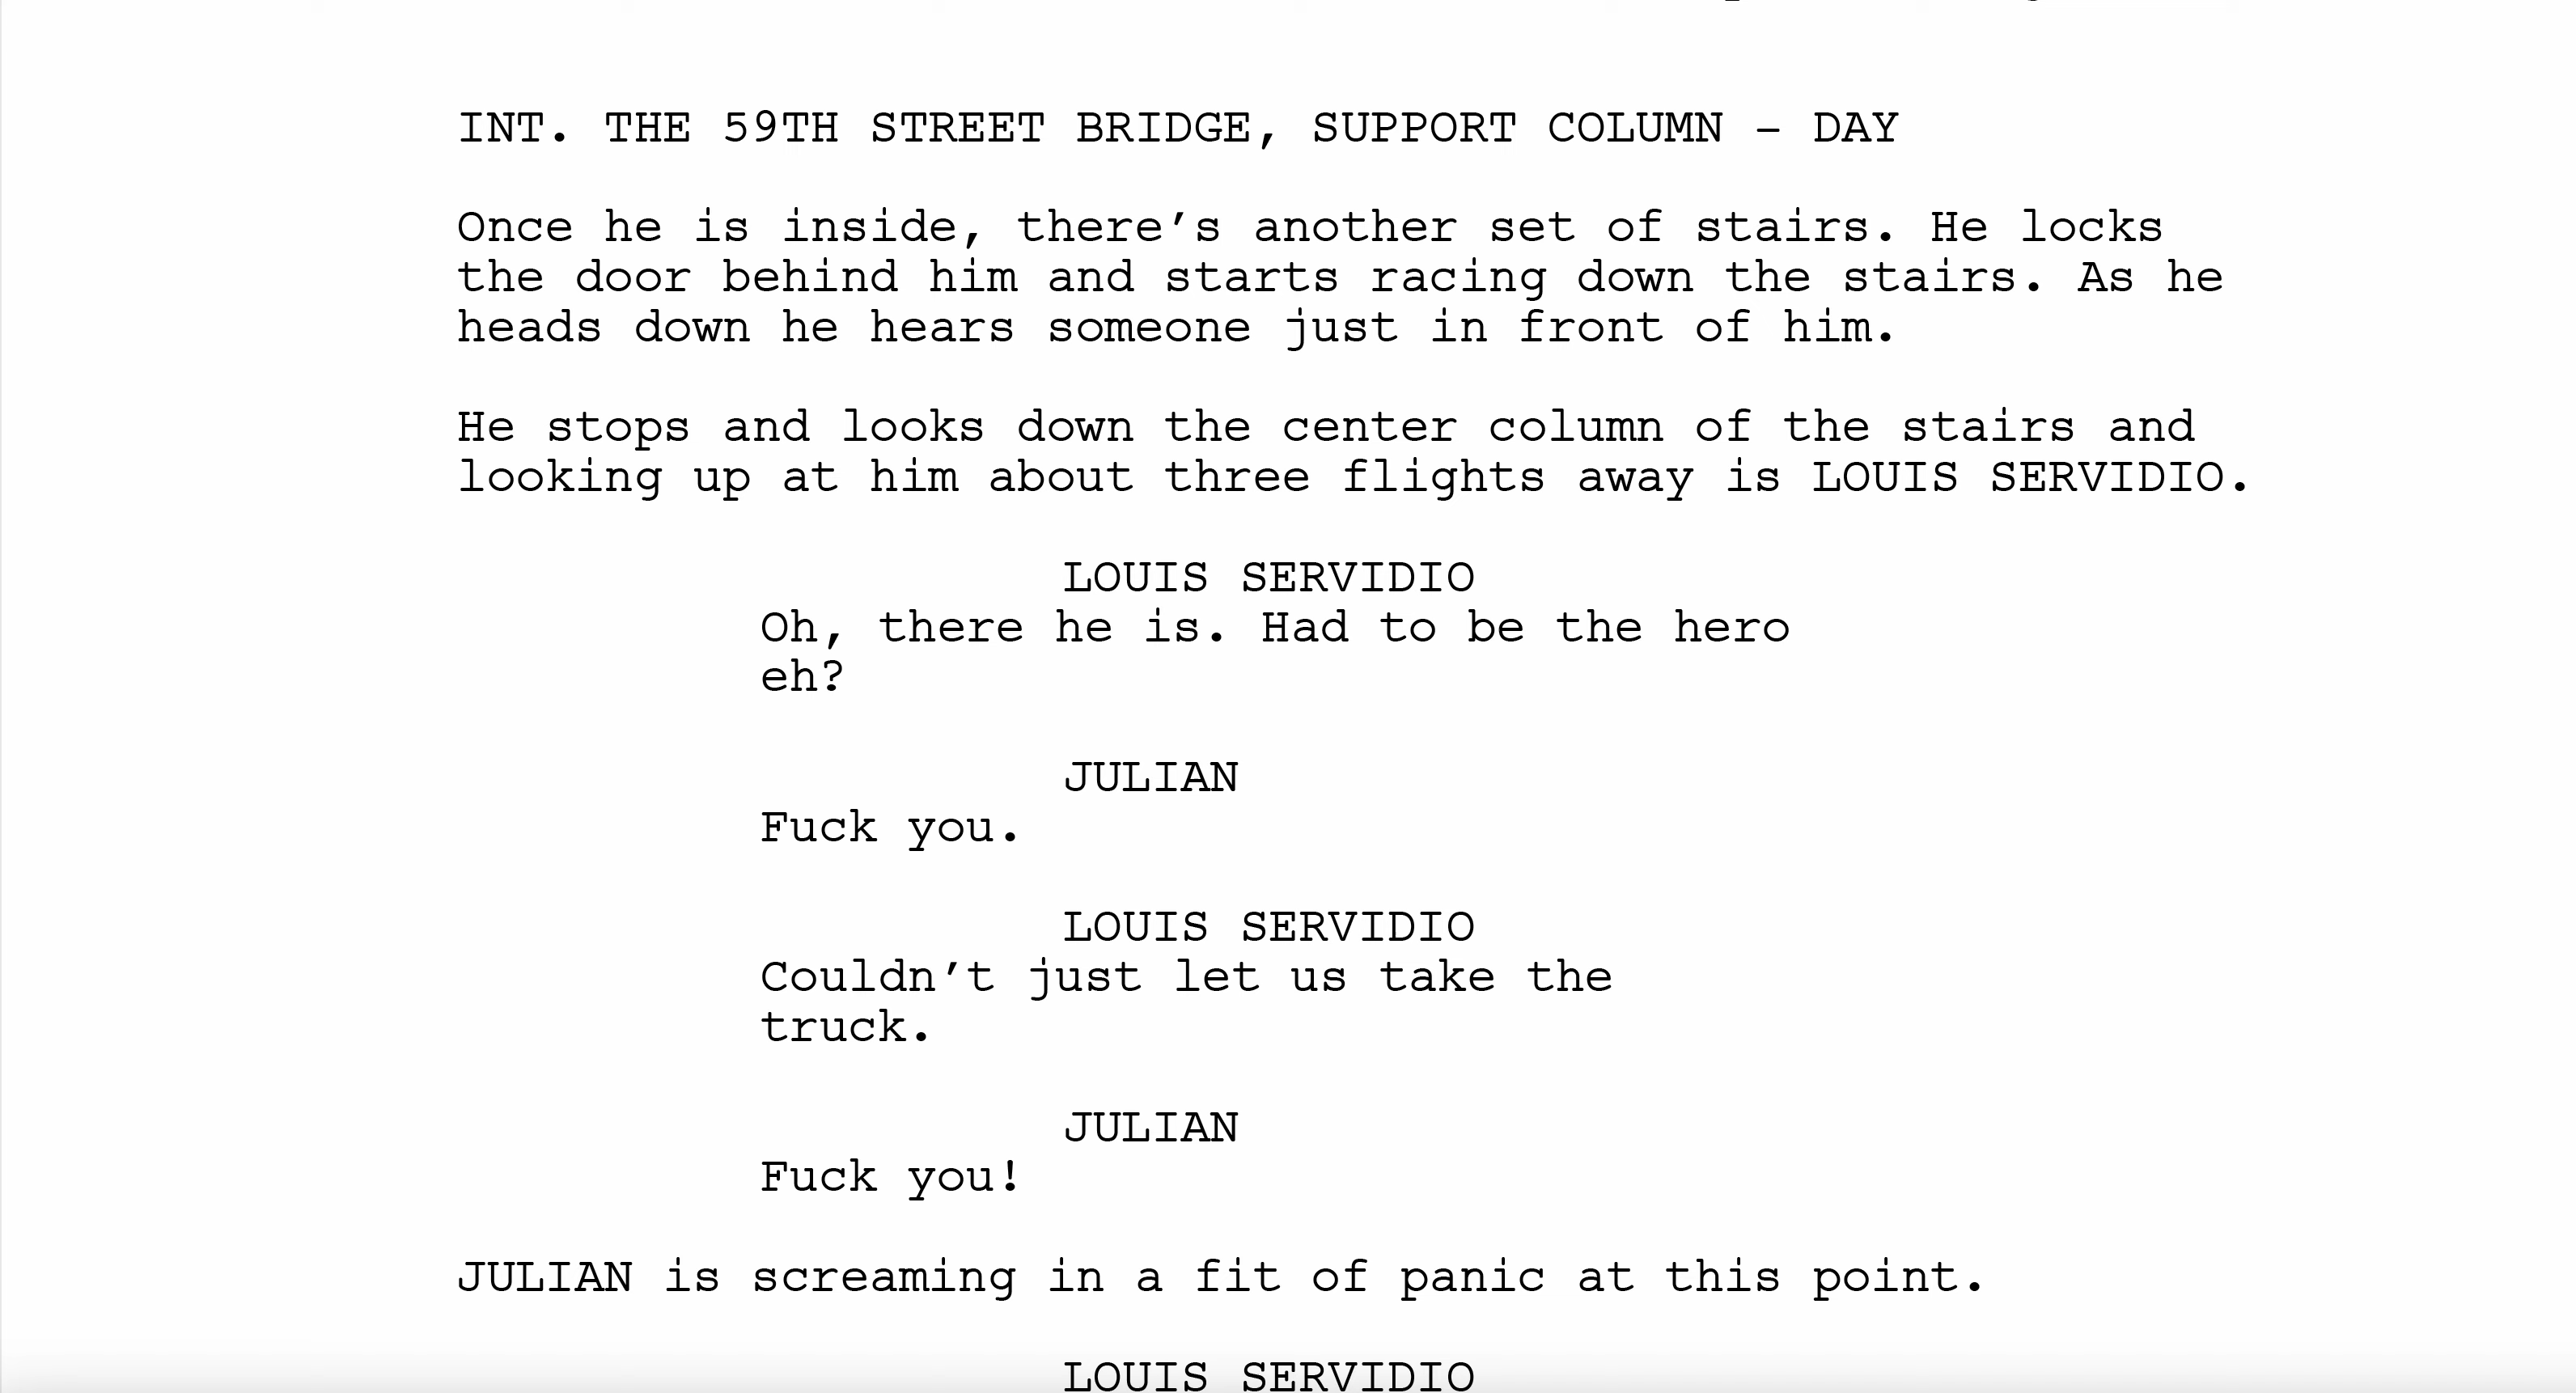 INT. THE 59TH STREET BRIDGE, SUPPORT COLUMN – DAY
Once he is inside, there’s another set of stairs. He locks
the door behind him and starts racing down the stairs. As he
heads down he hears someone just in front of him.
He stops and looks down the center column of the stairs and
looking up at him about three flights away is LOUIS SERVIDIO.
LOUIS SERVIDIO
Oh, there he is. Had to be the hero
eh?
JULIAN
Fuck you.
LOUIS SERVIDIO
Couldn’t just let us take the
truck.
JULIAN
Fuck you!
JULIAN is screaming in a fit of panic at this point.
LOUIS SERVIDIO